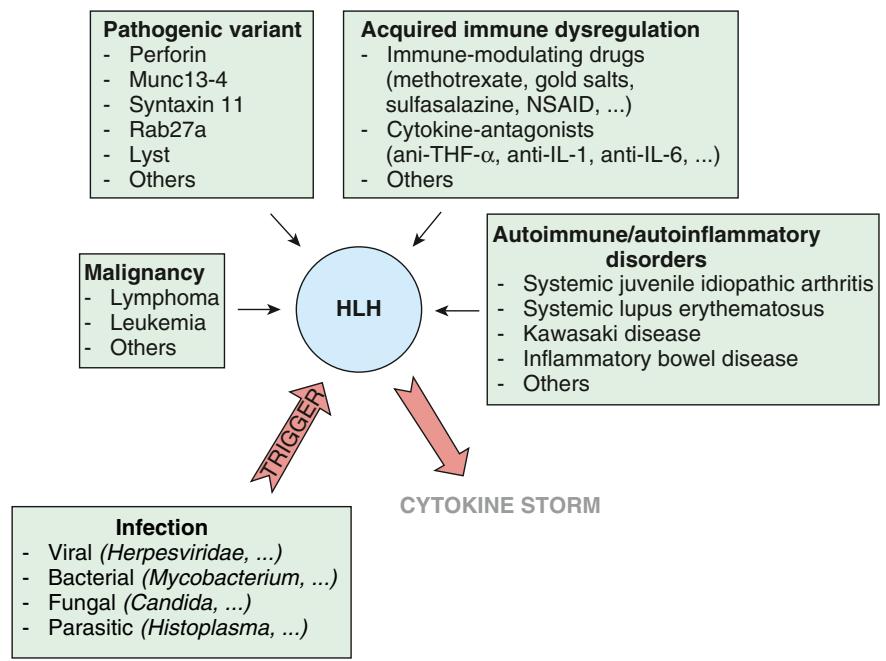 Pathogenic variant
- Perforin
- Munc13-4
- Syntaxin 11
- Rab27a
- Lyst
- Others
Acquired immune dysregulation
- Immune-modulating drugs
(methotrexate, gold salts,
sulfasalazine, NSAID, ...)
- Cytokine-antagonists
(ani-THF-α, anti-IL-1, anti-IL-6, ...)
- Others
Malignancy
- Lymphoma
- Leukemia
- Others
HLH
Autoimmune/autoinflammatory
disorders
- Systemic juvenile idiopathic arthritis
- Systemic lupus erythematosus
- Kawasaki disease
- Inflammatory bowel disease
- Others
TRIGGER
CYTOKINE STORM
Infection
- Viral (Herpesviridae, ...)
- Bacterial (Mycobacterium, ...)
- Fungal (Candida, ...)
- Parasitic (Histoplasma, ...)